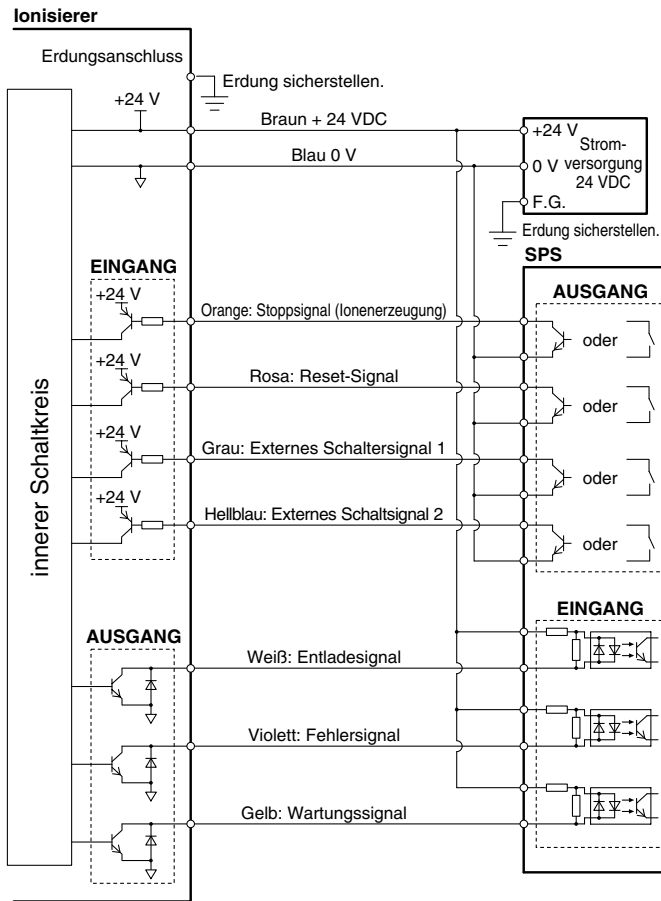 Ionisierer
Erdungsanschluss
Erdung sicherstellen.
+24 V
Braun + 24 VDC
Blau 0 V
+24 V
0 V
F.G.
Strom-
versorgung
24 VDC
Erdung sicherstellen.
SPS
EINGANG
AUSGANG
+24 V
Orange: Stoppsignal (Ionenerzeugung)
oder
+24 V
Rosa: Reset-Signal
oder
+24 V
Grau: Externes Schaltersignal 1
oder
+24 V
Hellblau: Externes Schaltsignal 2
oder
innerer Schaltkreis
AUSGANG
EINGANG
Weiß: Entladesignal
Violett: Fehlersignal
Gelb: Wartungssignal